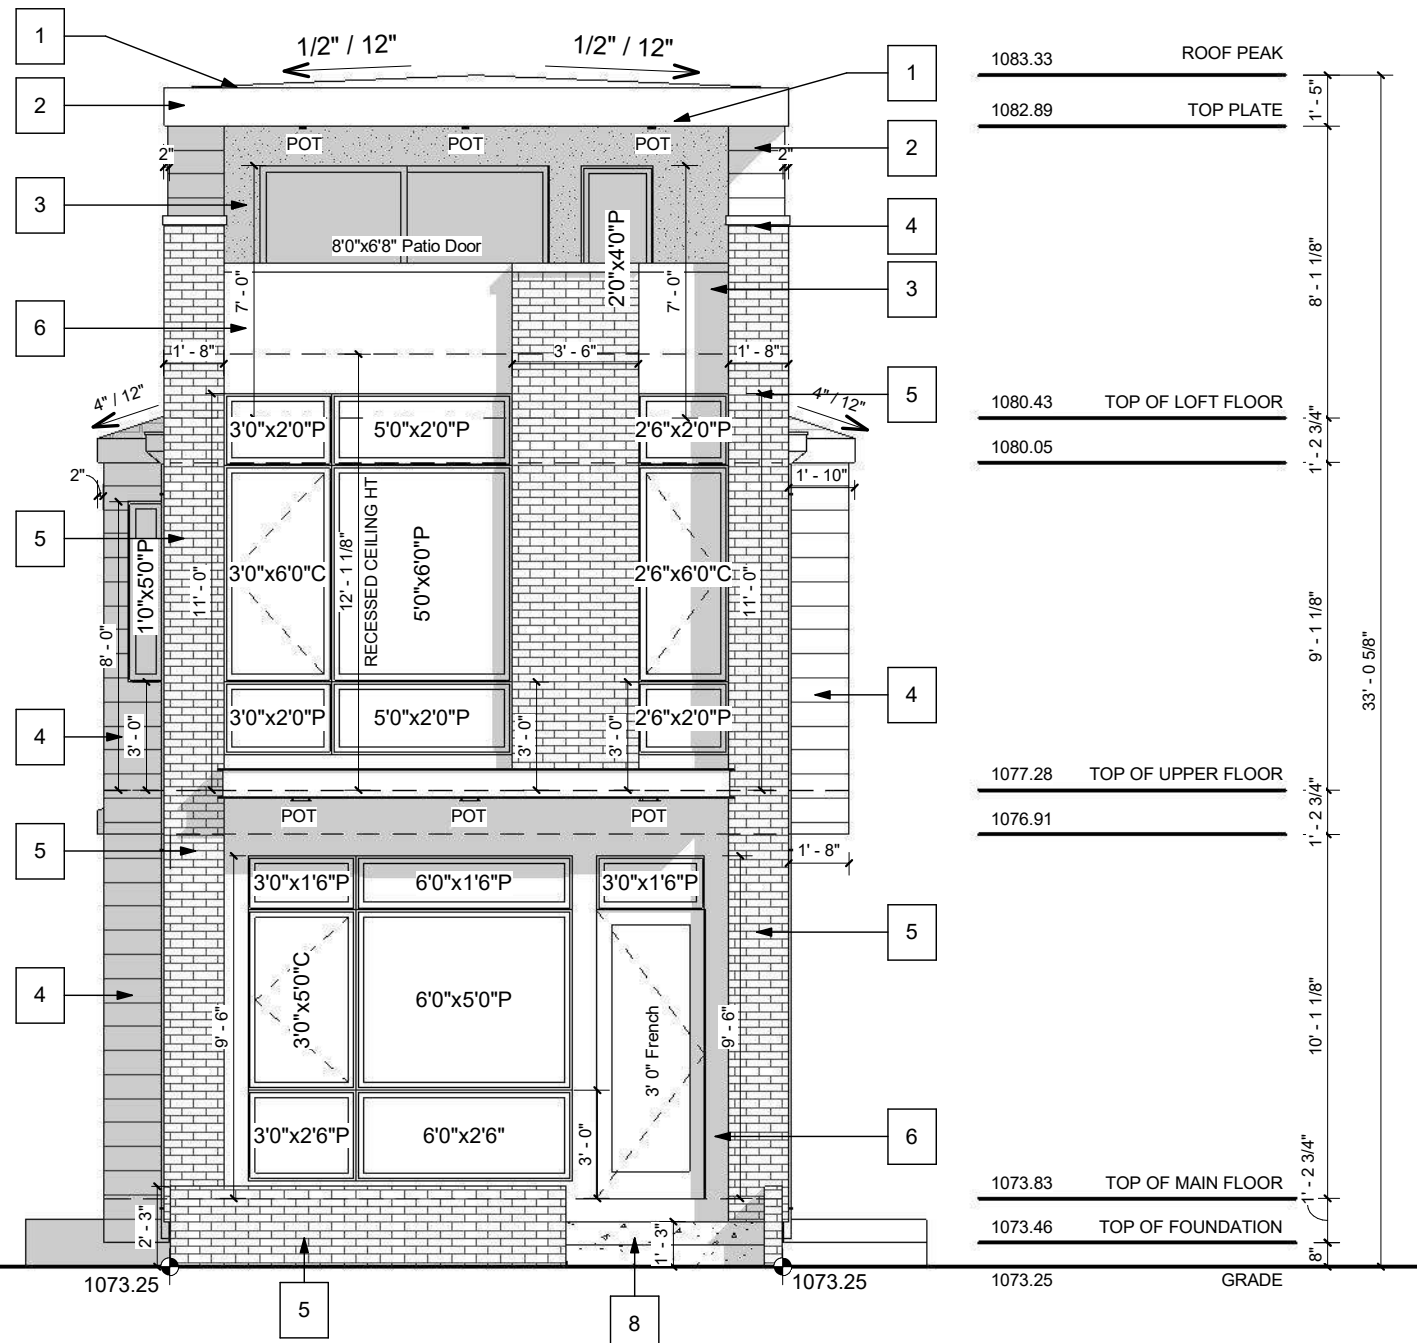 1
1/2" / 12"
1/2" / 12"
1
2
2
3
4
3
6
5
5
4
4
5
5
4
6
5
8
POT
POT
POT
2"
2"
8'0"x6'8" Patio Door
2'0"x4'0"P
7' - 0"
7' - 0"
1' - 8"
3' - 6"
1' - 8"
4" / 12"
4" / 12"
3'0"x2'0"P
5'0"x2'0"P
2'6"x2'0"P
2"
1' - 10"
1'0"x5'0"P
8' - 0"
3' - 0"
11' - 0"
3'0"x6'0"C
12' - 1 1/8"
RECESSED CEILING HT
5'0"x6'0"P
2'6"x6'0"C
11' - 0"
3'0"x2'0"P
5'0"x2'0"P
2'6"x2'0"P
3' - 0"
3' - 0"
POT
POT
POT
1' - 8"
3'0"x1'6"P
6'0"x1'6"P
3'0"x1'6"P
3'0"x5'0"C
6'0"x5'0"P
3' 0" French
9' - 6"
9' - 6"
3'0"x2'6"P
6'0"x2'6"
3' - 0"
2' - 3"
1' - 3"
1073.25
1073.25
1083.33 ROOF PEAK
1' - 5"
1082.89 TOP PLATE
8' - 1 1/8"
1080.43 TOP OF LOFT FLOOR
1' - 2 3/4"
1080.05
9' - 1 1/8"
33' - 0 5/8"
1077.28 TOP OF UPPER FLOOR
1' - 2 3/4"
1076.91
10' - 1 1/8"
1073.83 TOP OF MAIN FLOOR
1' - 2 3/4"
1073.46 TOP OF FOUNDATION
8"
1073.25 GRADE